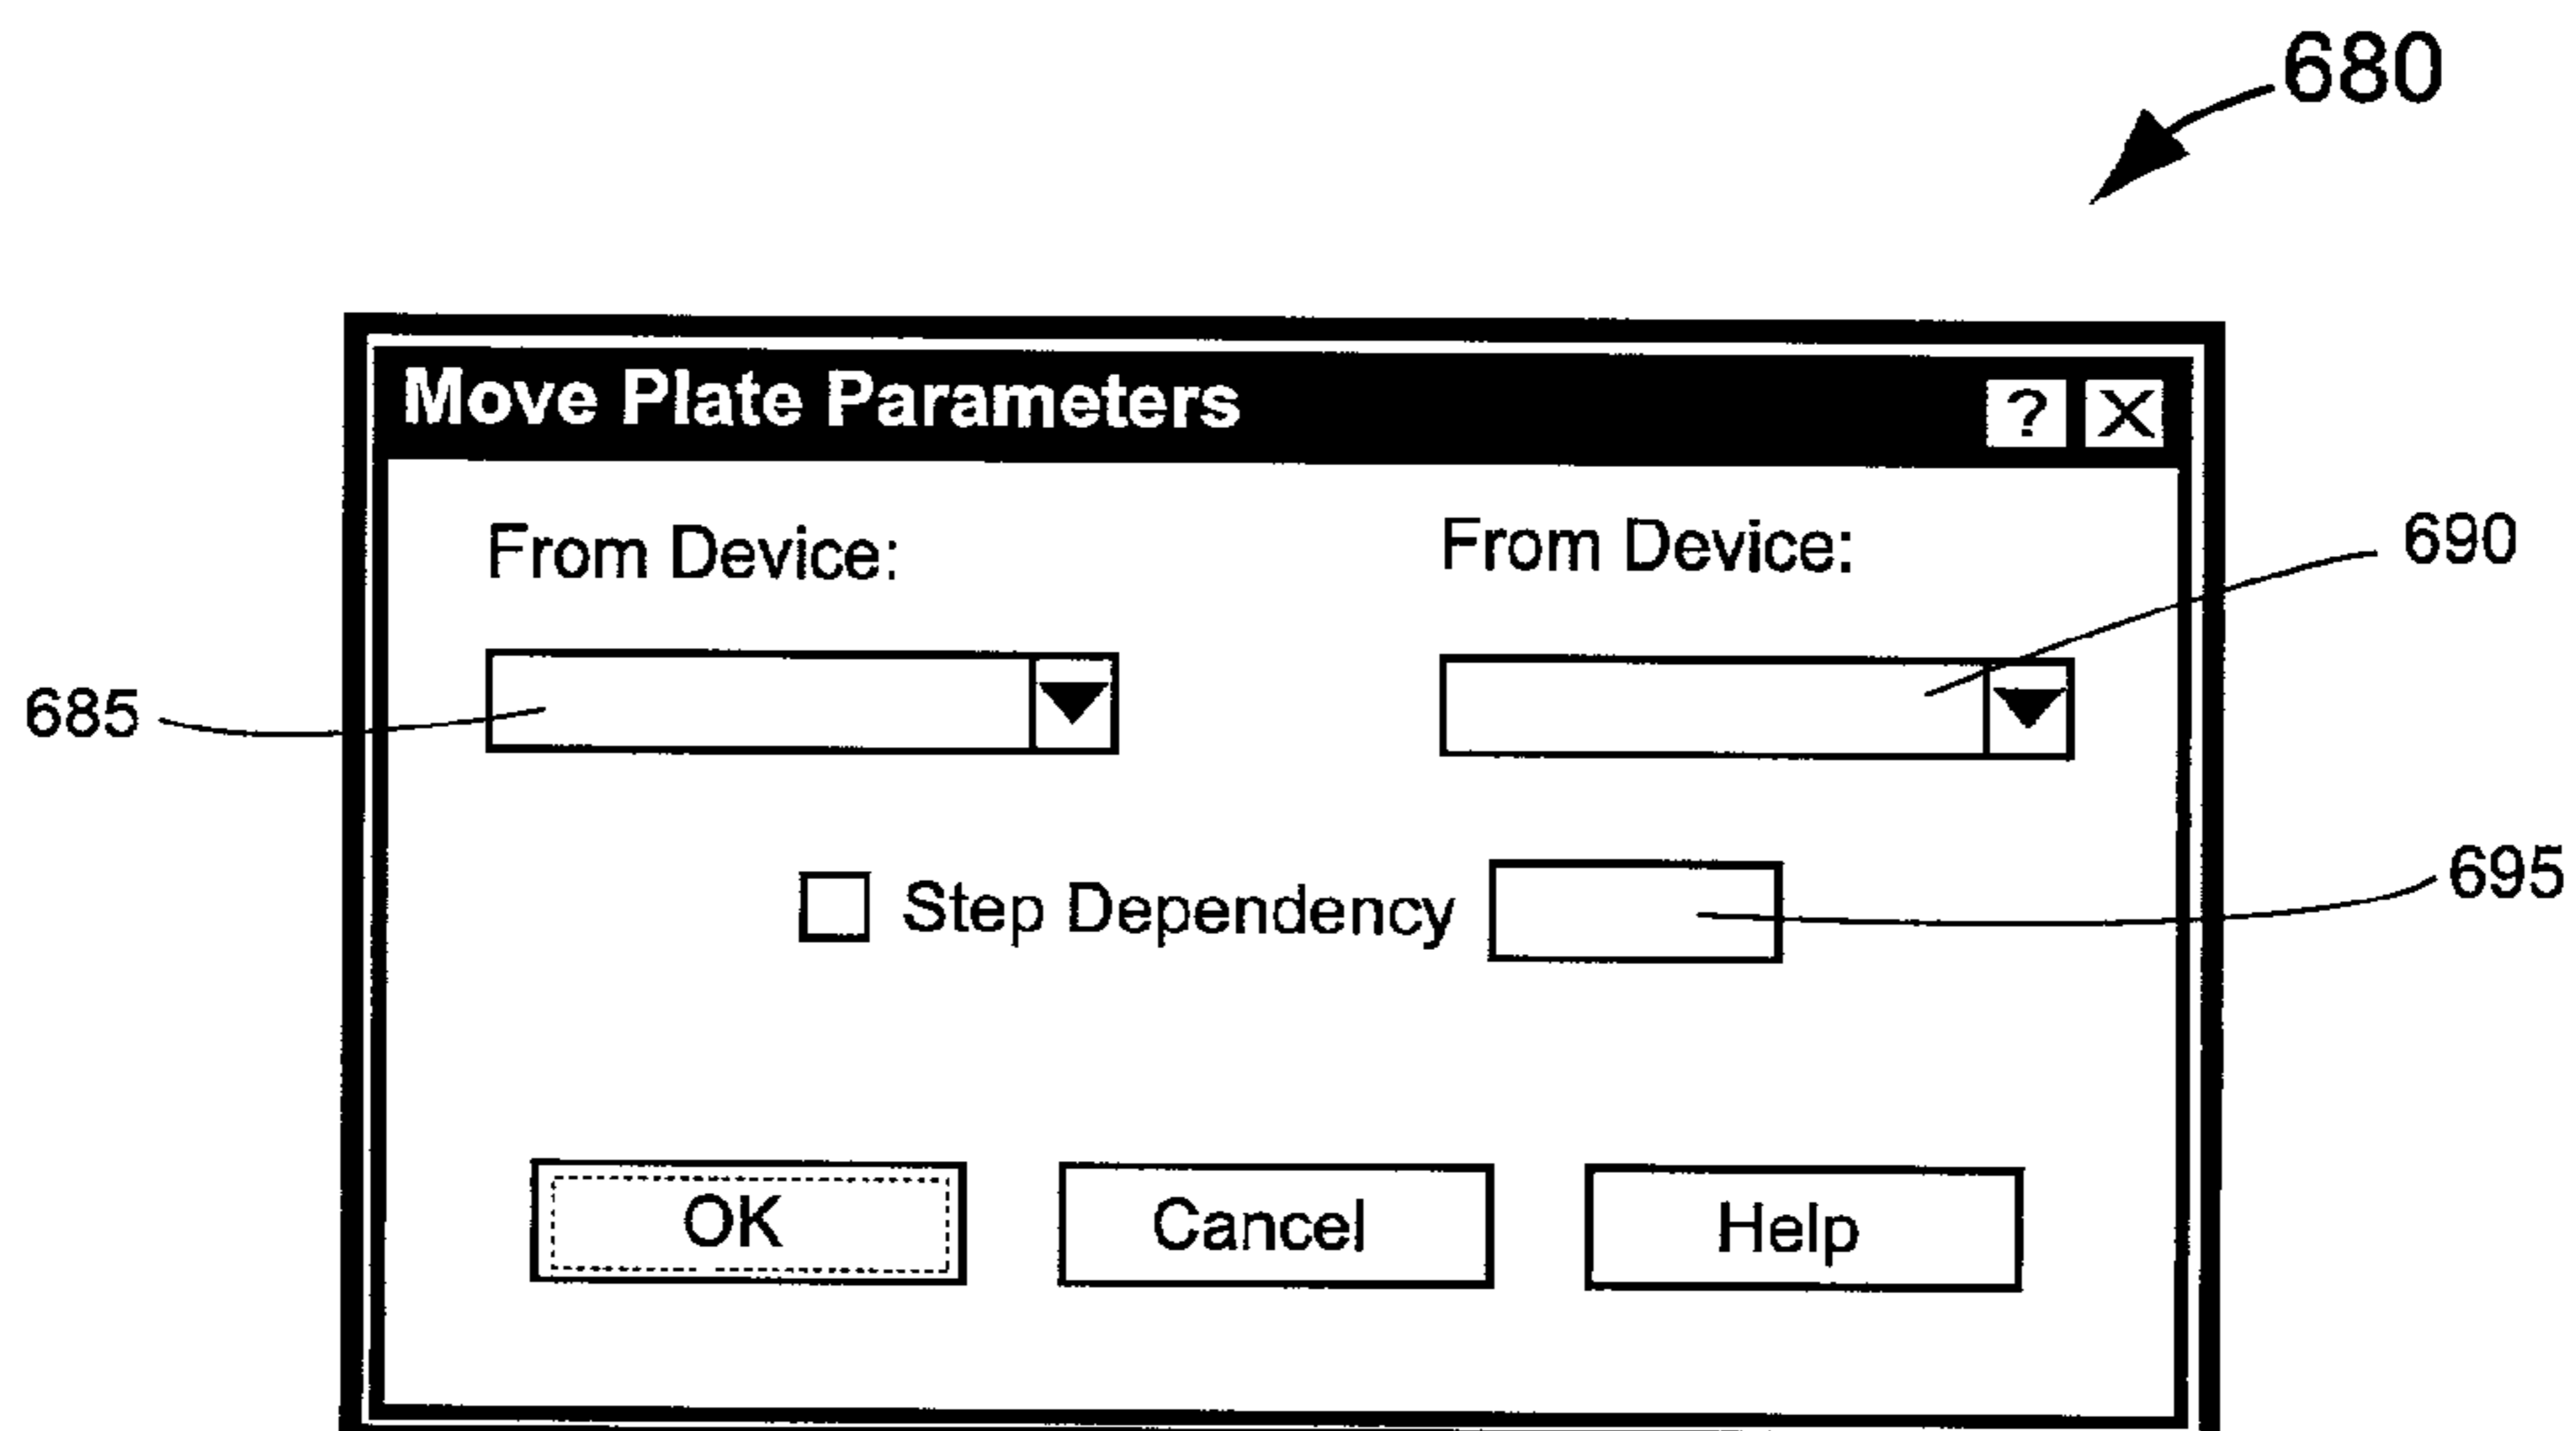 680
Move Plate Parameters ? X
From Device: From Device:
690
685
Step Dependency
695
OK Cancel Help